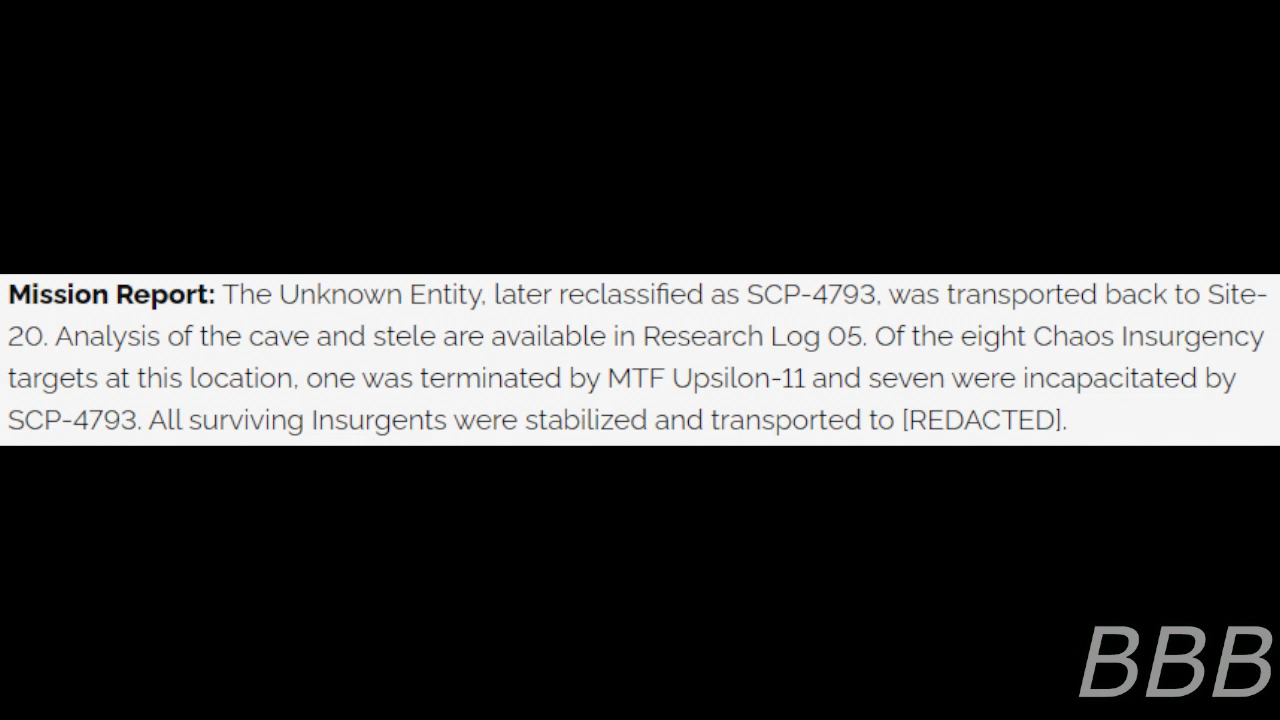 Mission Report: The Unknown Entity, later reclassified as SCP-4793, was transported back to Site-
20. Analysis of the cave and stele are available in Research Log 05. Of the eight Chaos Insurgency
targets at this location, one was terminated by MTF Upsilon-11 and seven were incapacitated by
SCP-4793. All surviving Insurgents were stabilized and transported to [REDACTED].
BBB